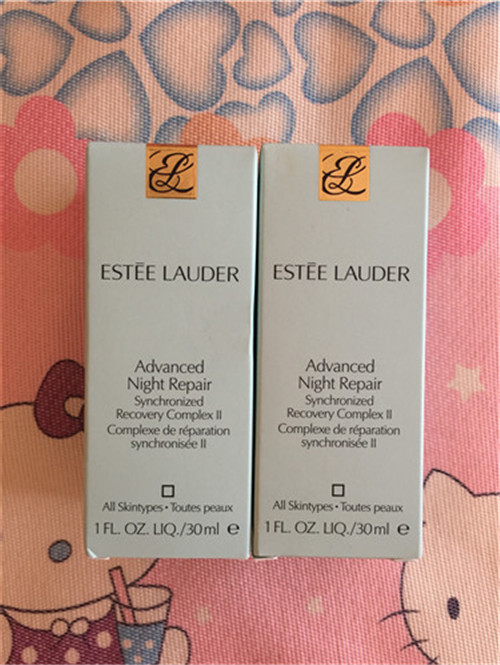 EL
ESTĒE LAUDER
Advanced
Night Repair
Synchronized
Recovery Complex II
Complexe de réparation
synchronisée II
All Skintypes • Toutes peaux
1 FL. OZ. LIQ./30 ml e
EL
ESTĒE LAUDER
Advanced
Night Repair
Synchronized
Recovery Complex II
Complexe de réparation
synchronisée II
All Skintypes • Toutes peaux
1 FL. OZ. LIQ./30 ml e